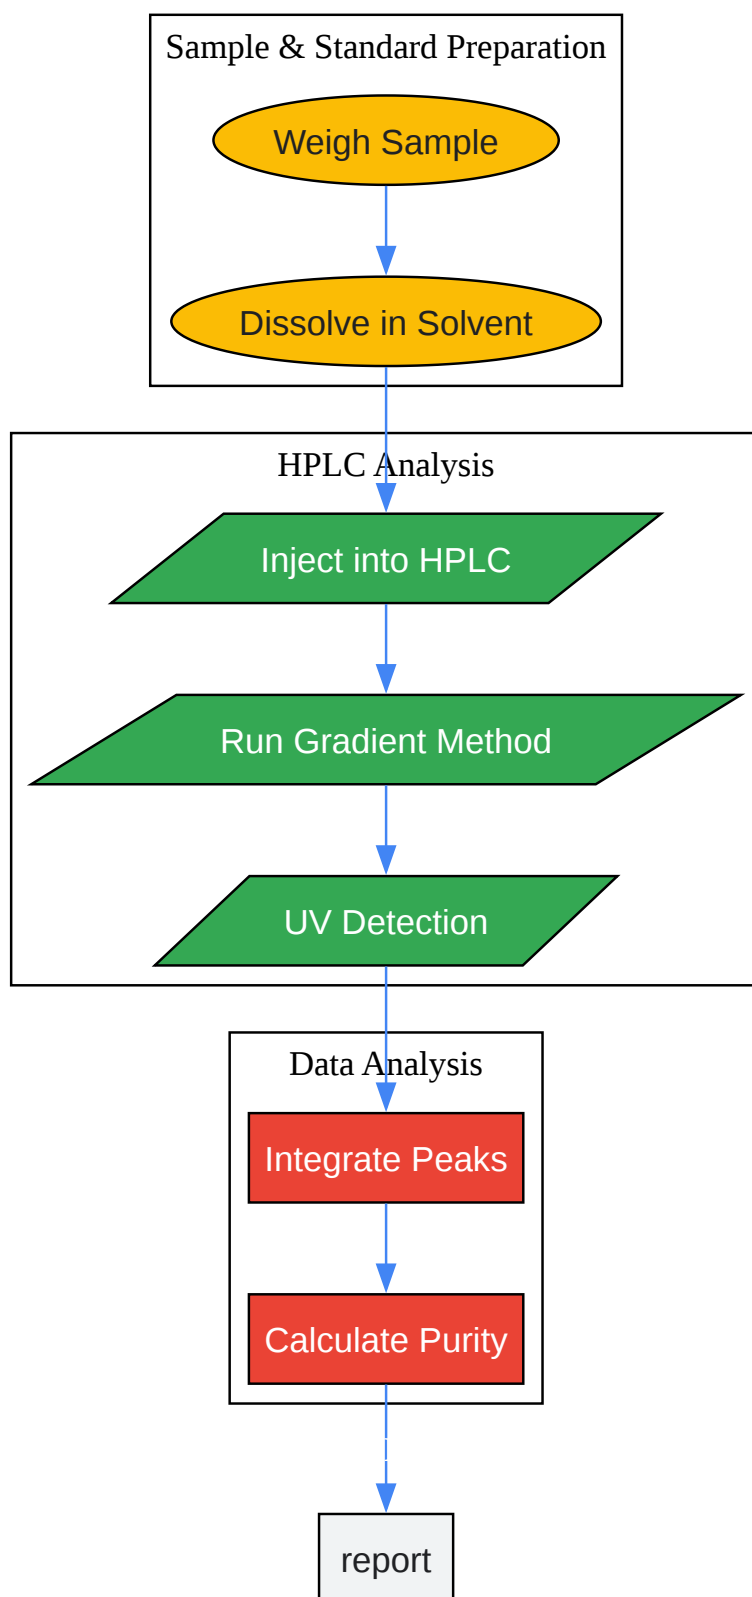 Sample & Standard Preparation
Weigh Sample
Dissolve in Solvent
HPLC Analysis
Inject into HPLC
Run Gradient Method
UV Detection
Data Analysis
Integrate Peaks
Calculate Purity
report